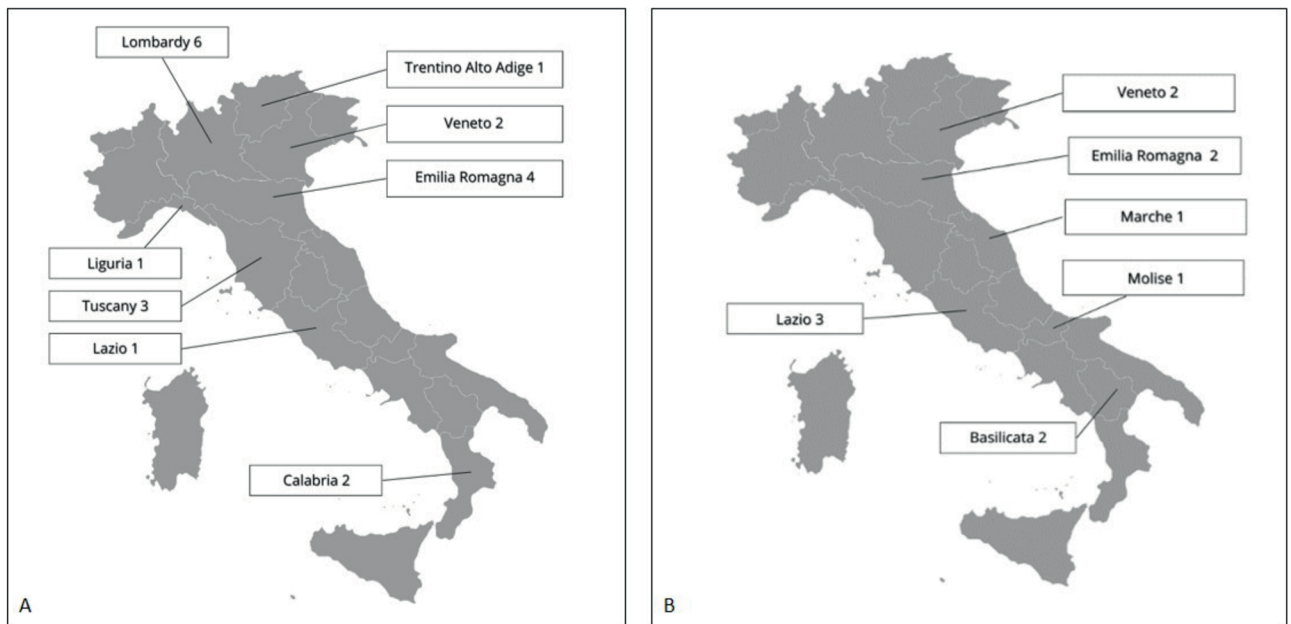 Lombardy 6
Trentino Alto Adige 1
Veneto 2
Emilia Romagna 4
Liguria 1
Tuscany 3
Lazio 1
Calabria 2
A
Veneto 2
Emilia Romagna 2
Marche 1
Molise 1
Lazio 3
Basilicata 2
B